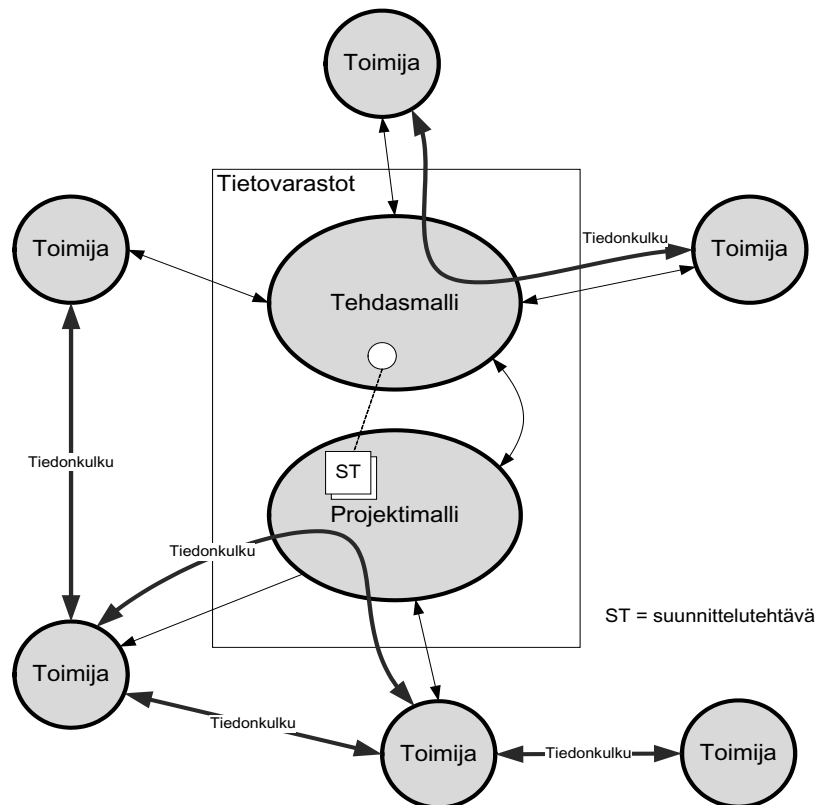 Toimija
Tietovarastot
Toimija
Tiedonkulku
Toimija
Tehdasmalli
Tiedonkulku
ST
Projektimalli
Tiedonkulku
ST = suunnittelutehtävä
Toimija
Tiedonkulku
Toimija
Tiedonkulku
Toimija